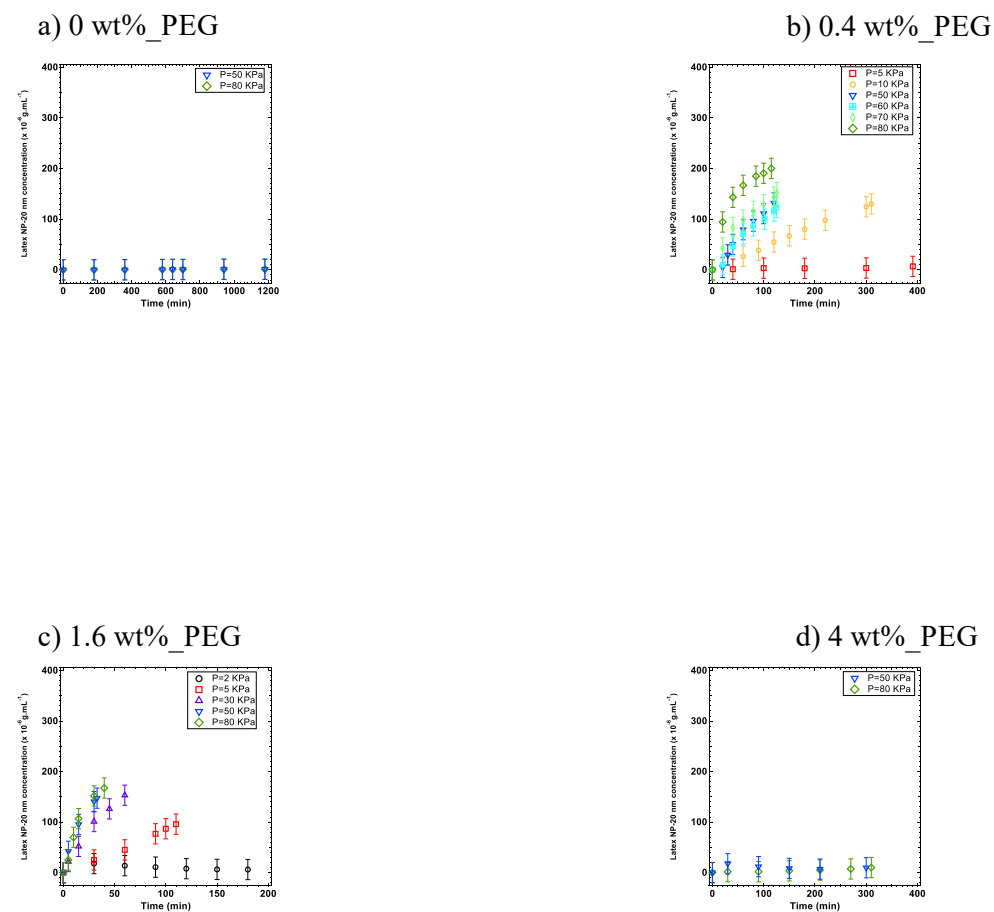 a) 0 wt%_PEG
400
300
200
100
0
Latex NP-20 nm concentration (x 10⁻⁶ g.mL⁻¹)
P=50 KPa
P=80 KPa
0 200 400 600 800 1000 1200
Time (min)
b) 0.4 wt%_PEG
400
300
200
100
0
Latex NP-20 nm concentration (x 10⁻⁶ g.mL⁻¹)
P=5 KPa
P=10 KPa
P=50 KPa
P=60 KPa
P=70 KPa
P=80 KPa
0 100 200 300 400
Time (min)
c) 1.6 wt%_PEG
400
300
200
100
0
Latex NP-20 nm concentration (x 10⁻⁶ g.mL⁻¹)
P=2 KPa
P=5 KPa
P=30 KPa
P=50 KPa
P=80 KPa
0 50 100 150 200
Time (min)
d) 4 wt%_PEG
400
300
200
100
0
Latex NP-20 nm concentration (x 10⁻⁶ g.mL⁻¹)
P=50 KPa
P=80 KPa
0 100 200 300 400
Time (min)